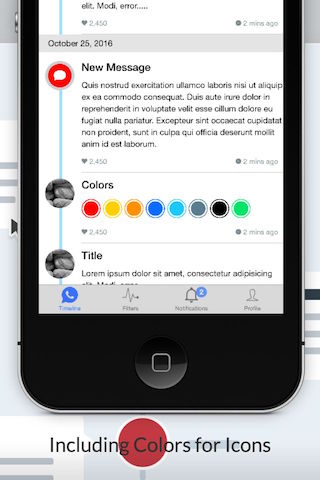 elit. Modi, error.....
2,450
2 mins ago
October 25, 2016
New Message
Quis nostrud exercitation ullamco laboris nisi ut aliquip
ex ea commodo consequat. Duis aute irure dolor in
reprehenderit in voluptate velit esse cillum dolore eu
fugiat nulla pariatur. Excepteur sint occaecat cupidatat
non proident, sunt in culpa qui officia deserunt mollit
anim id est laborum.
2,450
2 mins ago
Colors
2,450
2 mins ago
Title
Lorem ipsum dolor sit amet, consectetur adipisicing
elit. Modi, error.....
Timeline
Filters
2
Notifications
Profile
Including Colors for Icons